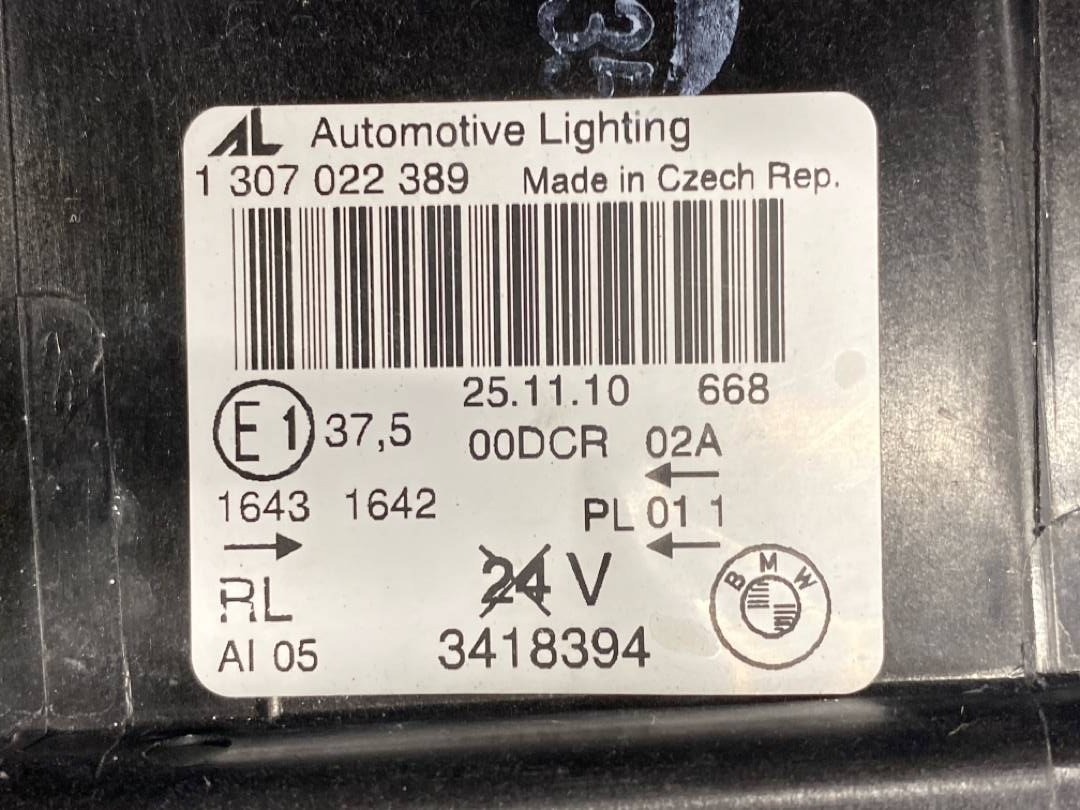 AL Automotive Lighting
1 307 022 389 Made in Czech Rep.
25.11.10 668
E1 37,5 00DCR 02A
1643 1642 PL 01 1
RL 24 V
BMW
AI 05 3418394